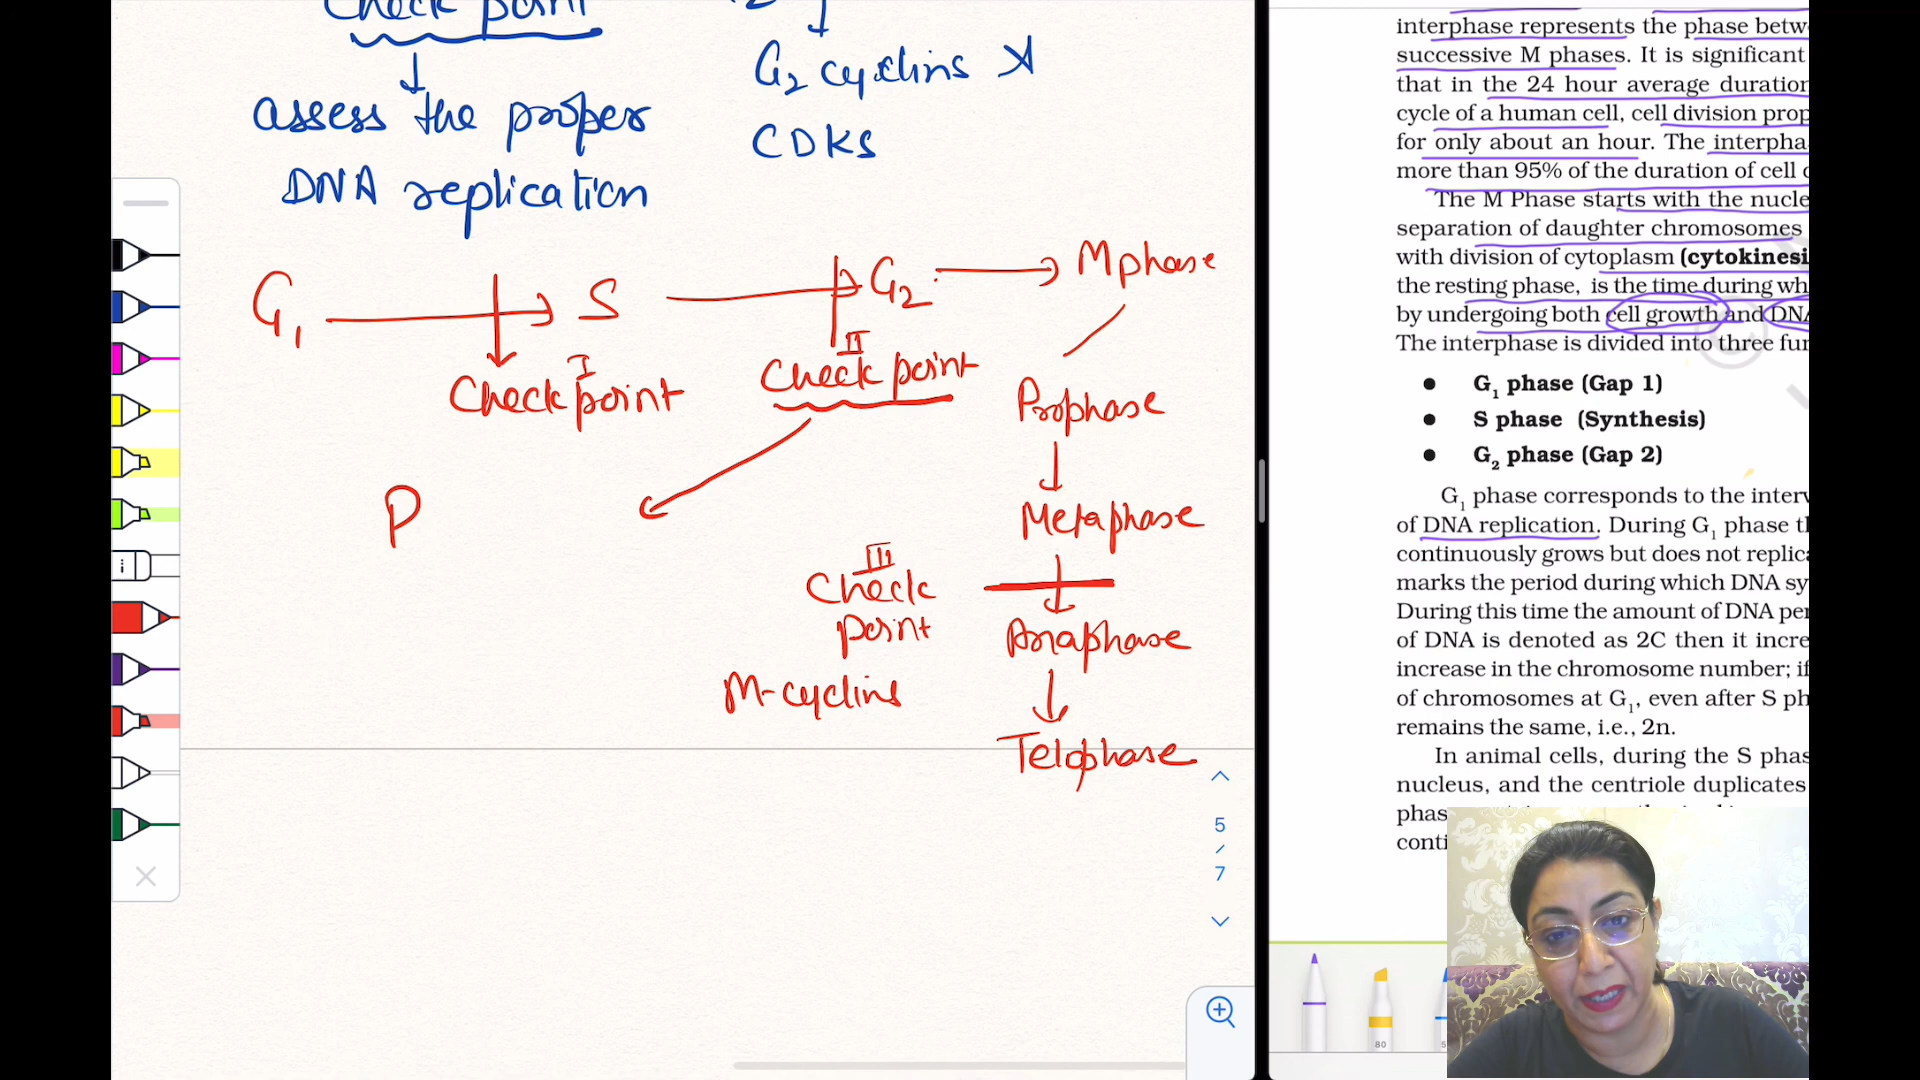 Check point
G2 cyclins
CDKS
assess the proper
DNA replication
G1 S G2 M phase
I
Check point
II
Check point
Prophase
P
Metaphase
III
Check
point
Anaphase
M-cyclins
Telophase
5
/
7
interphase represents the phase betw
successive M phases. It is significant
that in the 24 hour average duration
cycle of a human cell, cell division prop
for only about an hour. The interpha
more than 95% of the duration of cell c
The M Phase starts with the nucle
separation of daughter chromosomes
with division of cytoplasm (cytokinesi
the resting phase, is the time during wh
by undergoing both cell growth and DNA
The interphase is divided into three fun
● G1 phase (Gap 1)
● S phase (Synthesis)
● G2 phase (Gap 2)
G1 phase corresponds to the interv
of DNA replication. During G1 phase th
continuously grows but does not replica
marks the period during which DNA sy
During this time the amount of DNA per
of DNA is denoted as 2C then it incre
increase in the chromosome number; if
of chromosomes at G1, even after S ph
remains the same, i.e., 2n.
In animal cells, during the S phas
nucleus, and the centriole duplicates
phas
conti
80